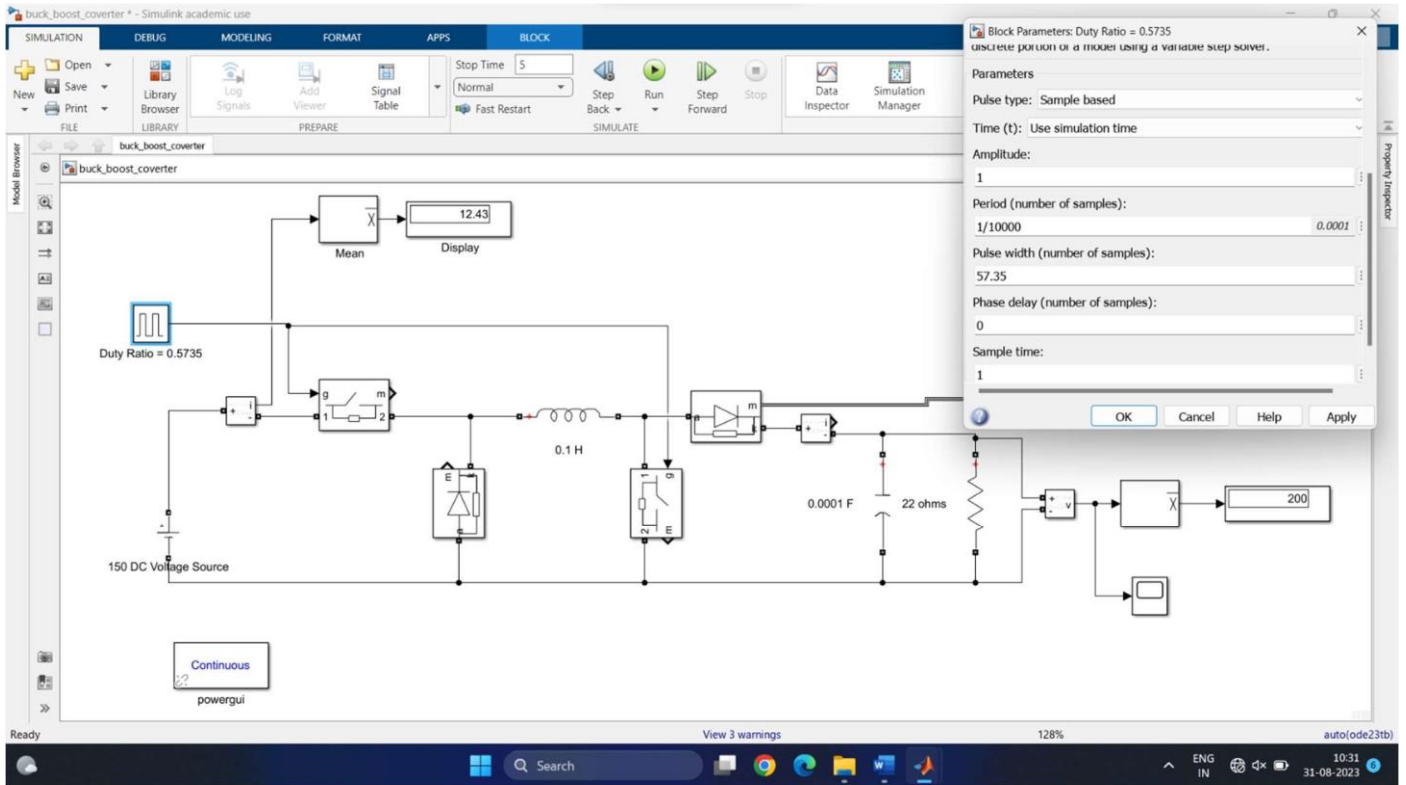 buck_boost_coverter * - Simulink academic use
SIMULATION DEBUG MODELING FORMAT APPS BLOCK
New
Open
Save
Print
FILE
Library
Browser
LIBRARY
Log
Signals
Add
Viewer
Signal
Table
PREPARE
Stop Time 5
Normal
Fast Restart
Step
Back
Run
Step
Forward
Stop
SIMULATE
Data
Inspector
Simulation
Manager
buck_boost_coverter
buck_boost_coverter
Model Browser
Property Inspector
Block Parameters: Duty Ratio = 0.5735
discrete portion of a model using a variable step solver.
Parameters
Pulse type: Sample based
Time (t): Use simulation time
Amplitude:
1
Period (number of samples):
1/10000 0.0001
Pulse width (number of samples):
57.35
Phase delay (number of samples):
0
Sample time:
1
OK Cancel Help Apply
X
Mean
12.43
Display
Duty Ratio = 0.5735
+ i -
g m
1 2
0.1 H
m k a
1 g
2 m
m
a k
+ i -
0.0001 F
22 ohms
+ v -
X
200
150 DC Voltage Source
Continuous
powergui
Ready View 3 warnings 128% auto(ode23tb)
Search
ENG
IN
10:31
31-08-2023
6